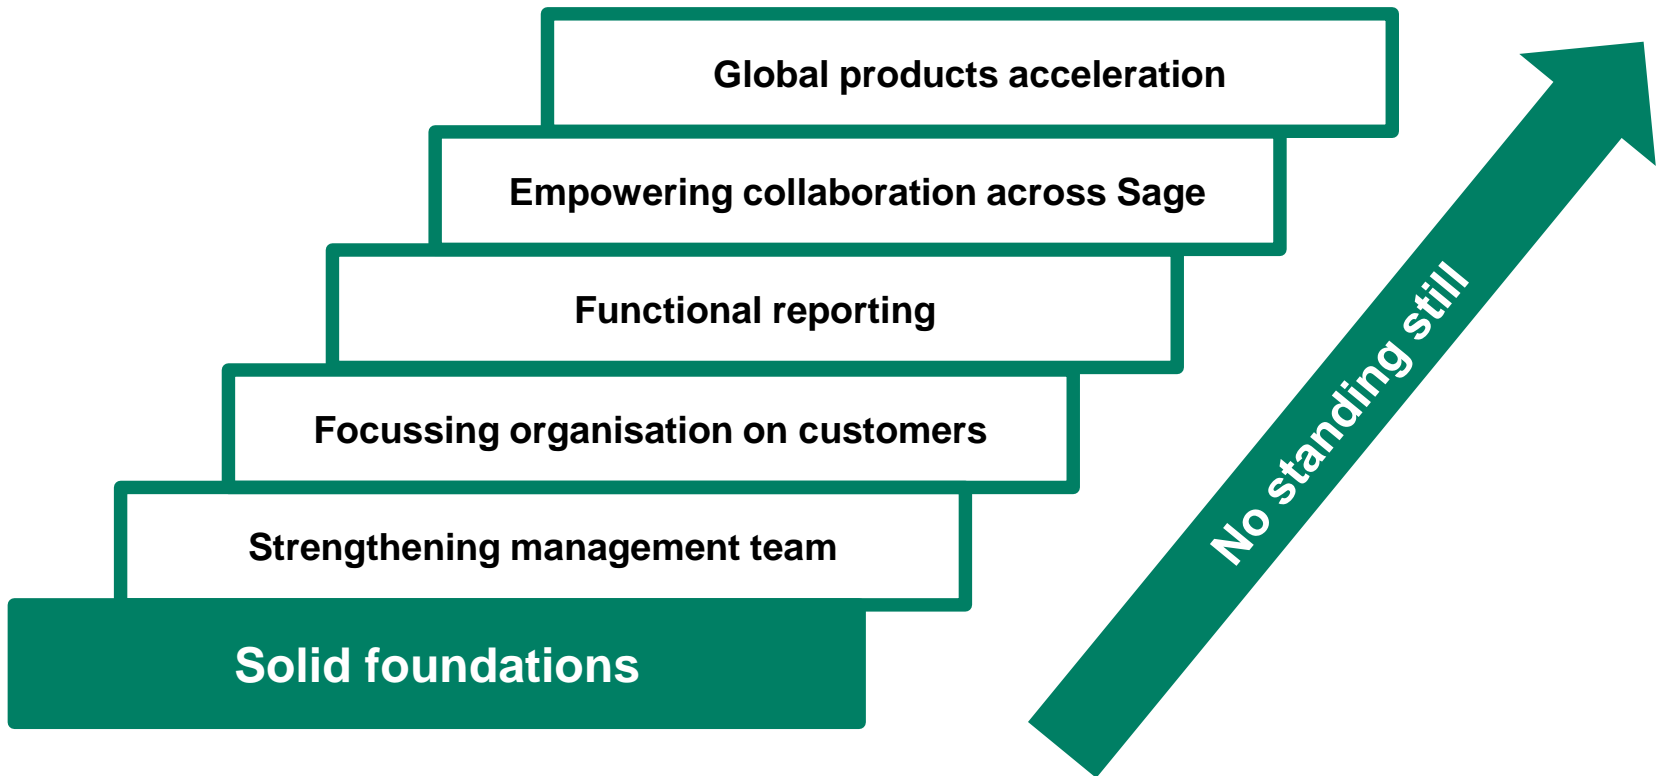 Global products acceleration
Empowering collaboration across Sage
Functional reporting
Focussing organisation on customers
Strengthening management team
Solid foundations
No standing still